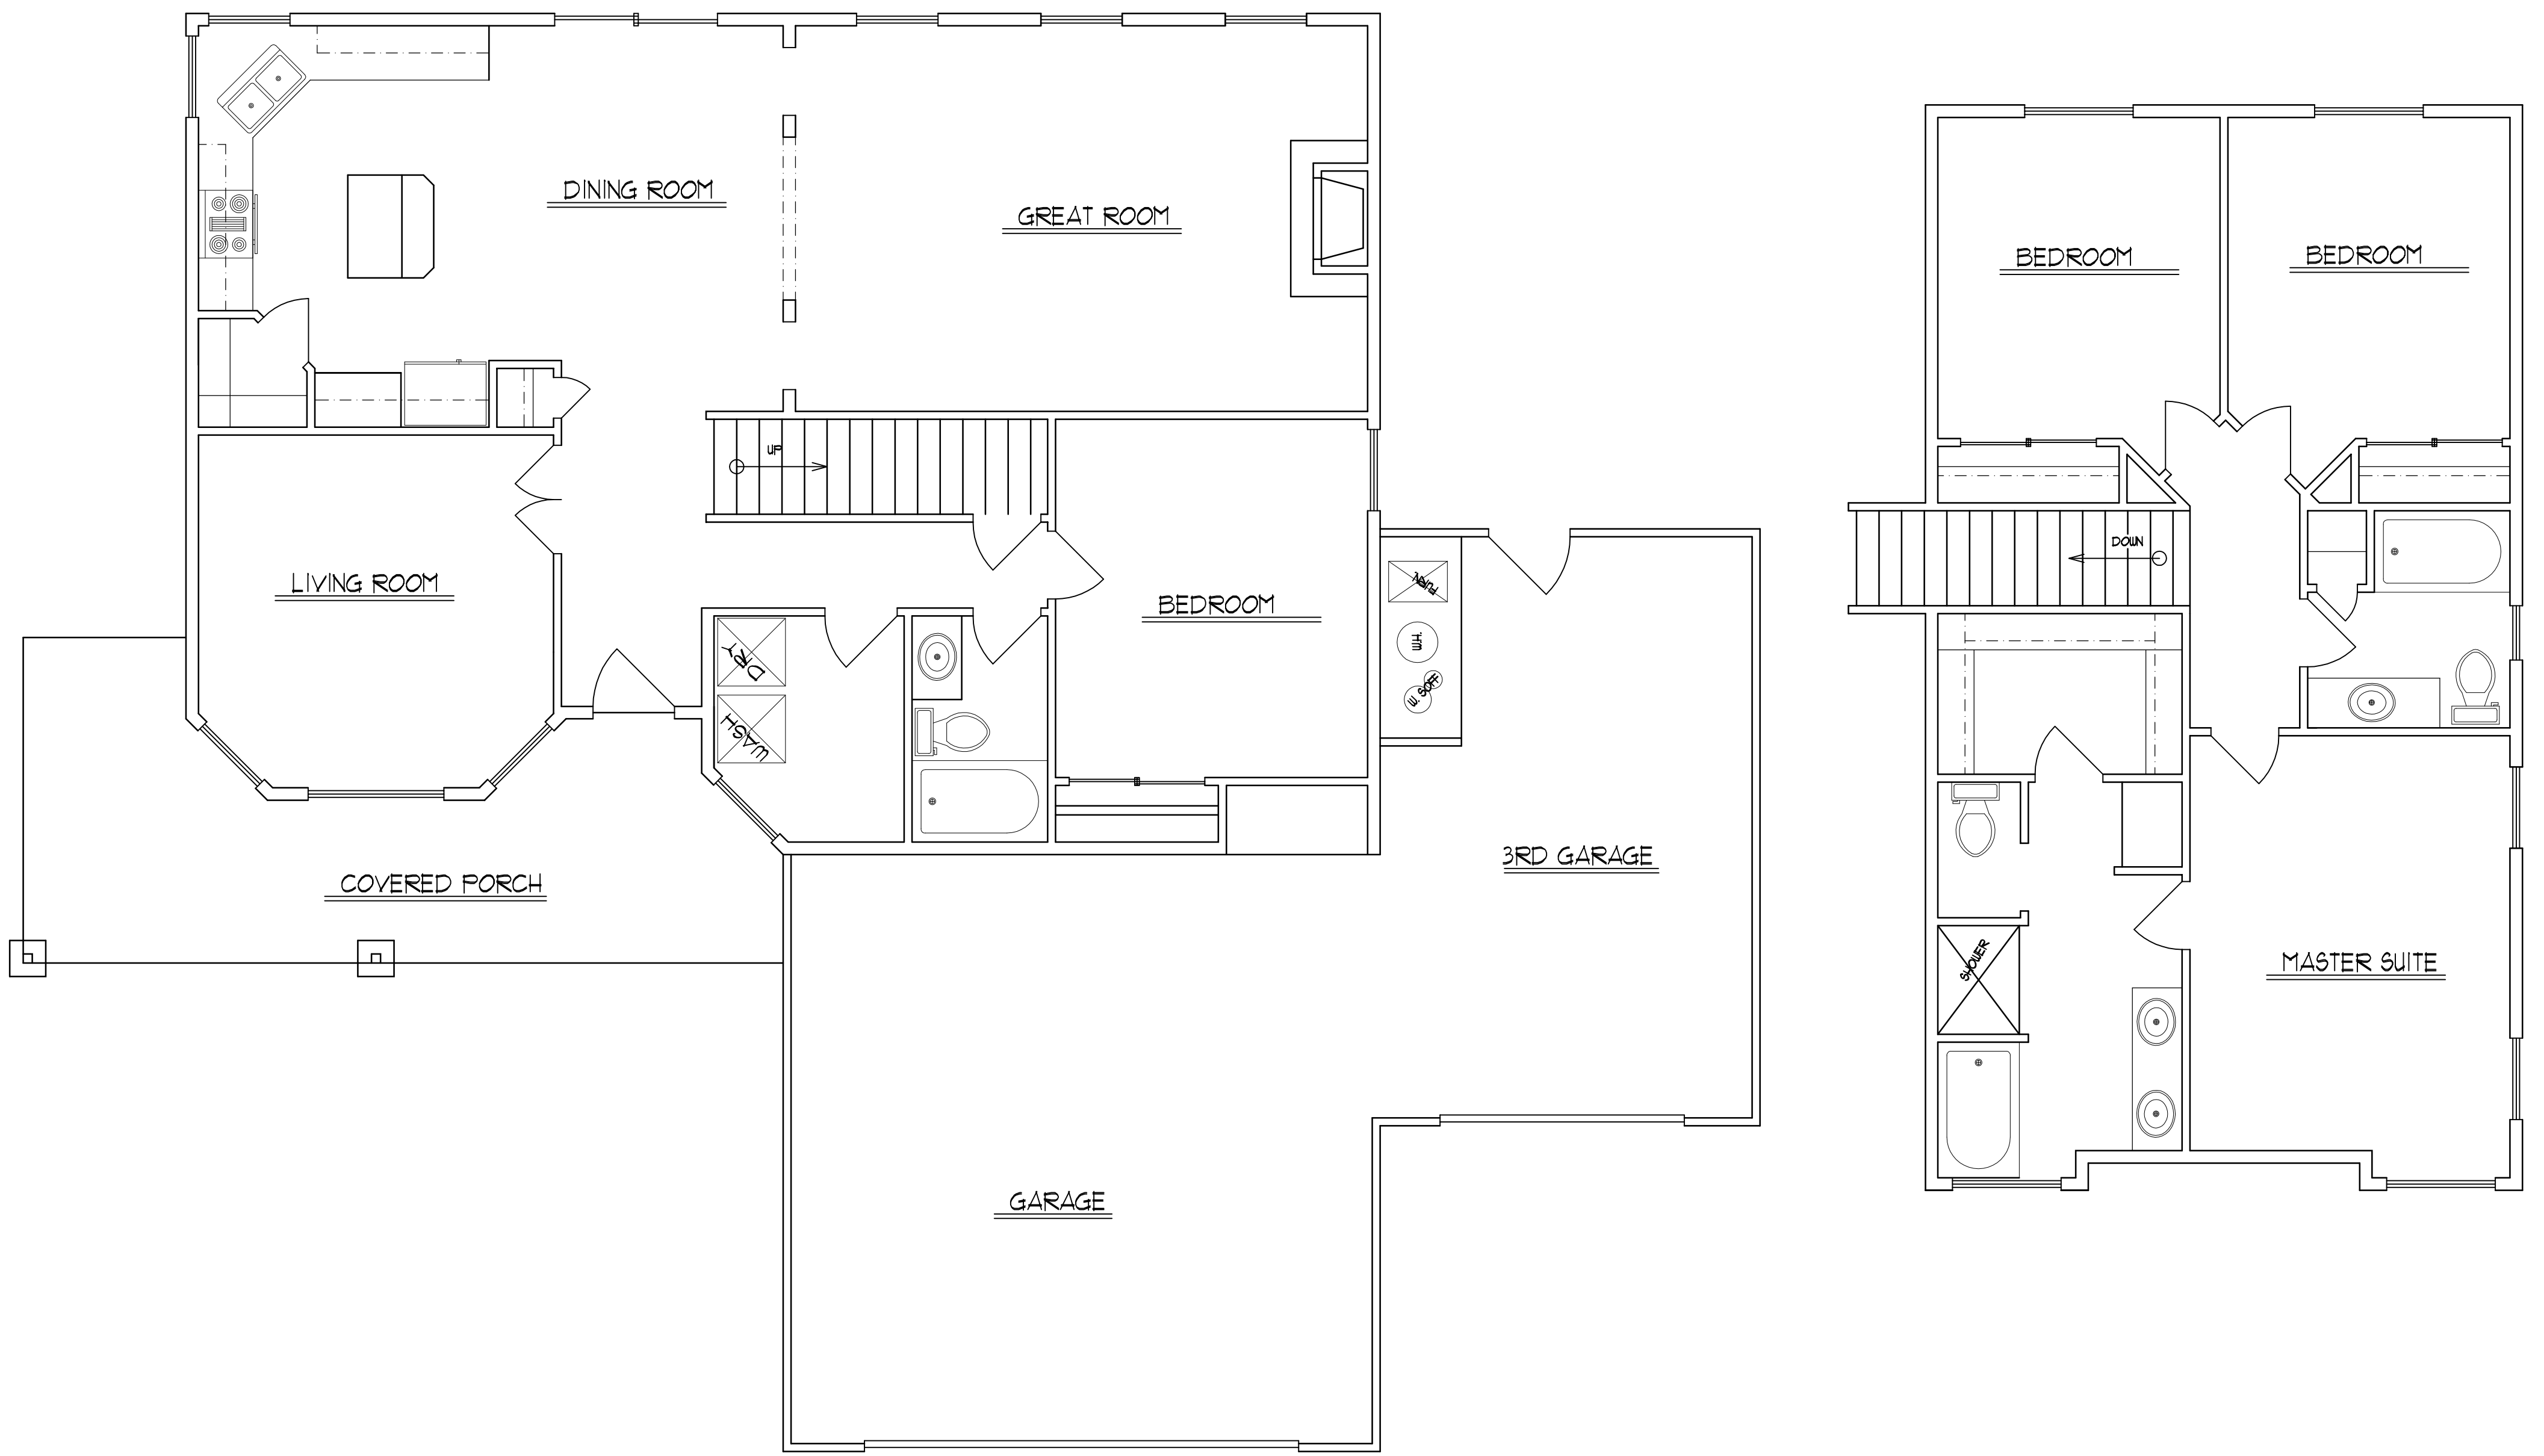 DINING ROOM
GREAT ROOM
UP
LIVING ROOM
BEDROOM
FURN.
W.H.
W. SOFT
DRY
WASH
COVERED PORCH
3RD GARAGE
GARAGE
BEDROOM
BEDROOM
DOWN
SHOWER
MASTER SUITE